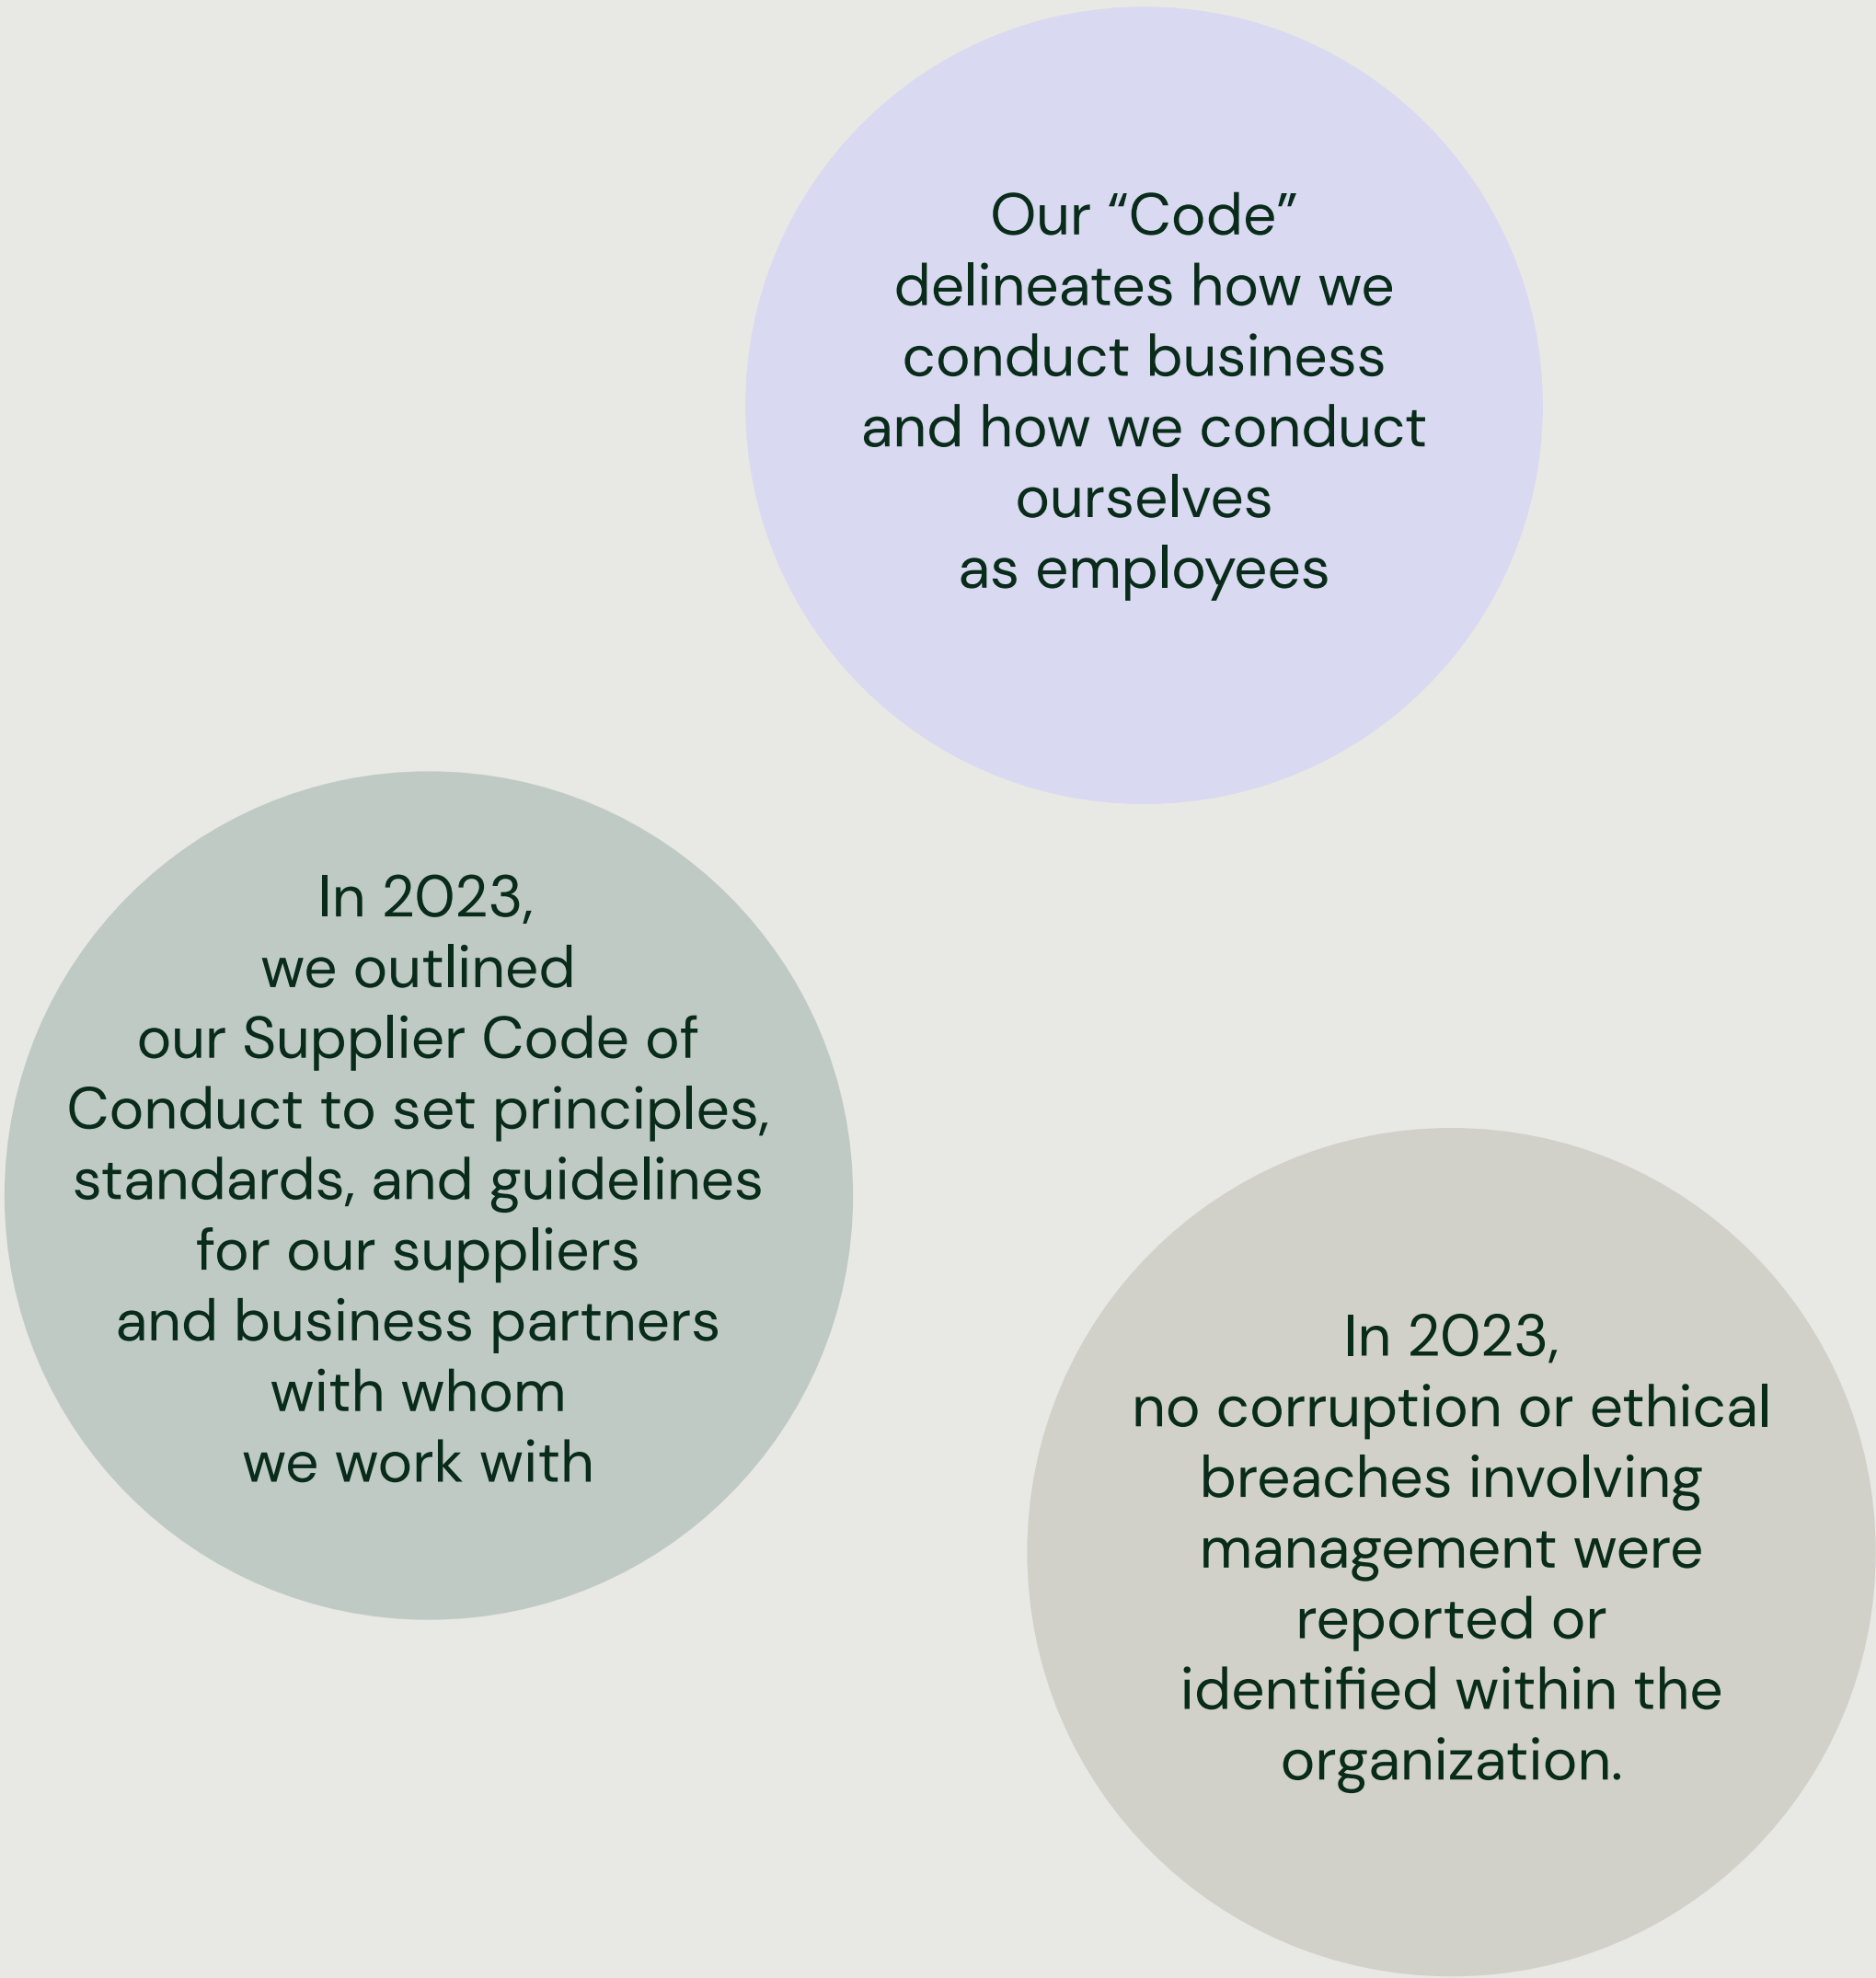 Our “Code”
delineates how we
conduct business
and how we conduct
ourselves
as employees
In 2023,
we outlined
our Supplier Code of
Conduct to set principles,
standards, and guidelines
for our suppliers
and business partners
with whom
we work with
In 2023,
no corruption or ethical
breaches involving
management were
reported or
identified within the
organization.